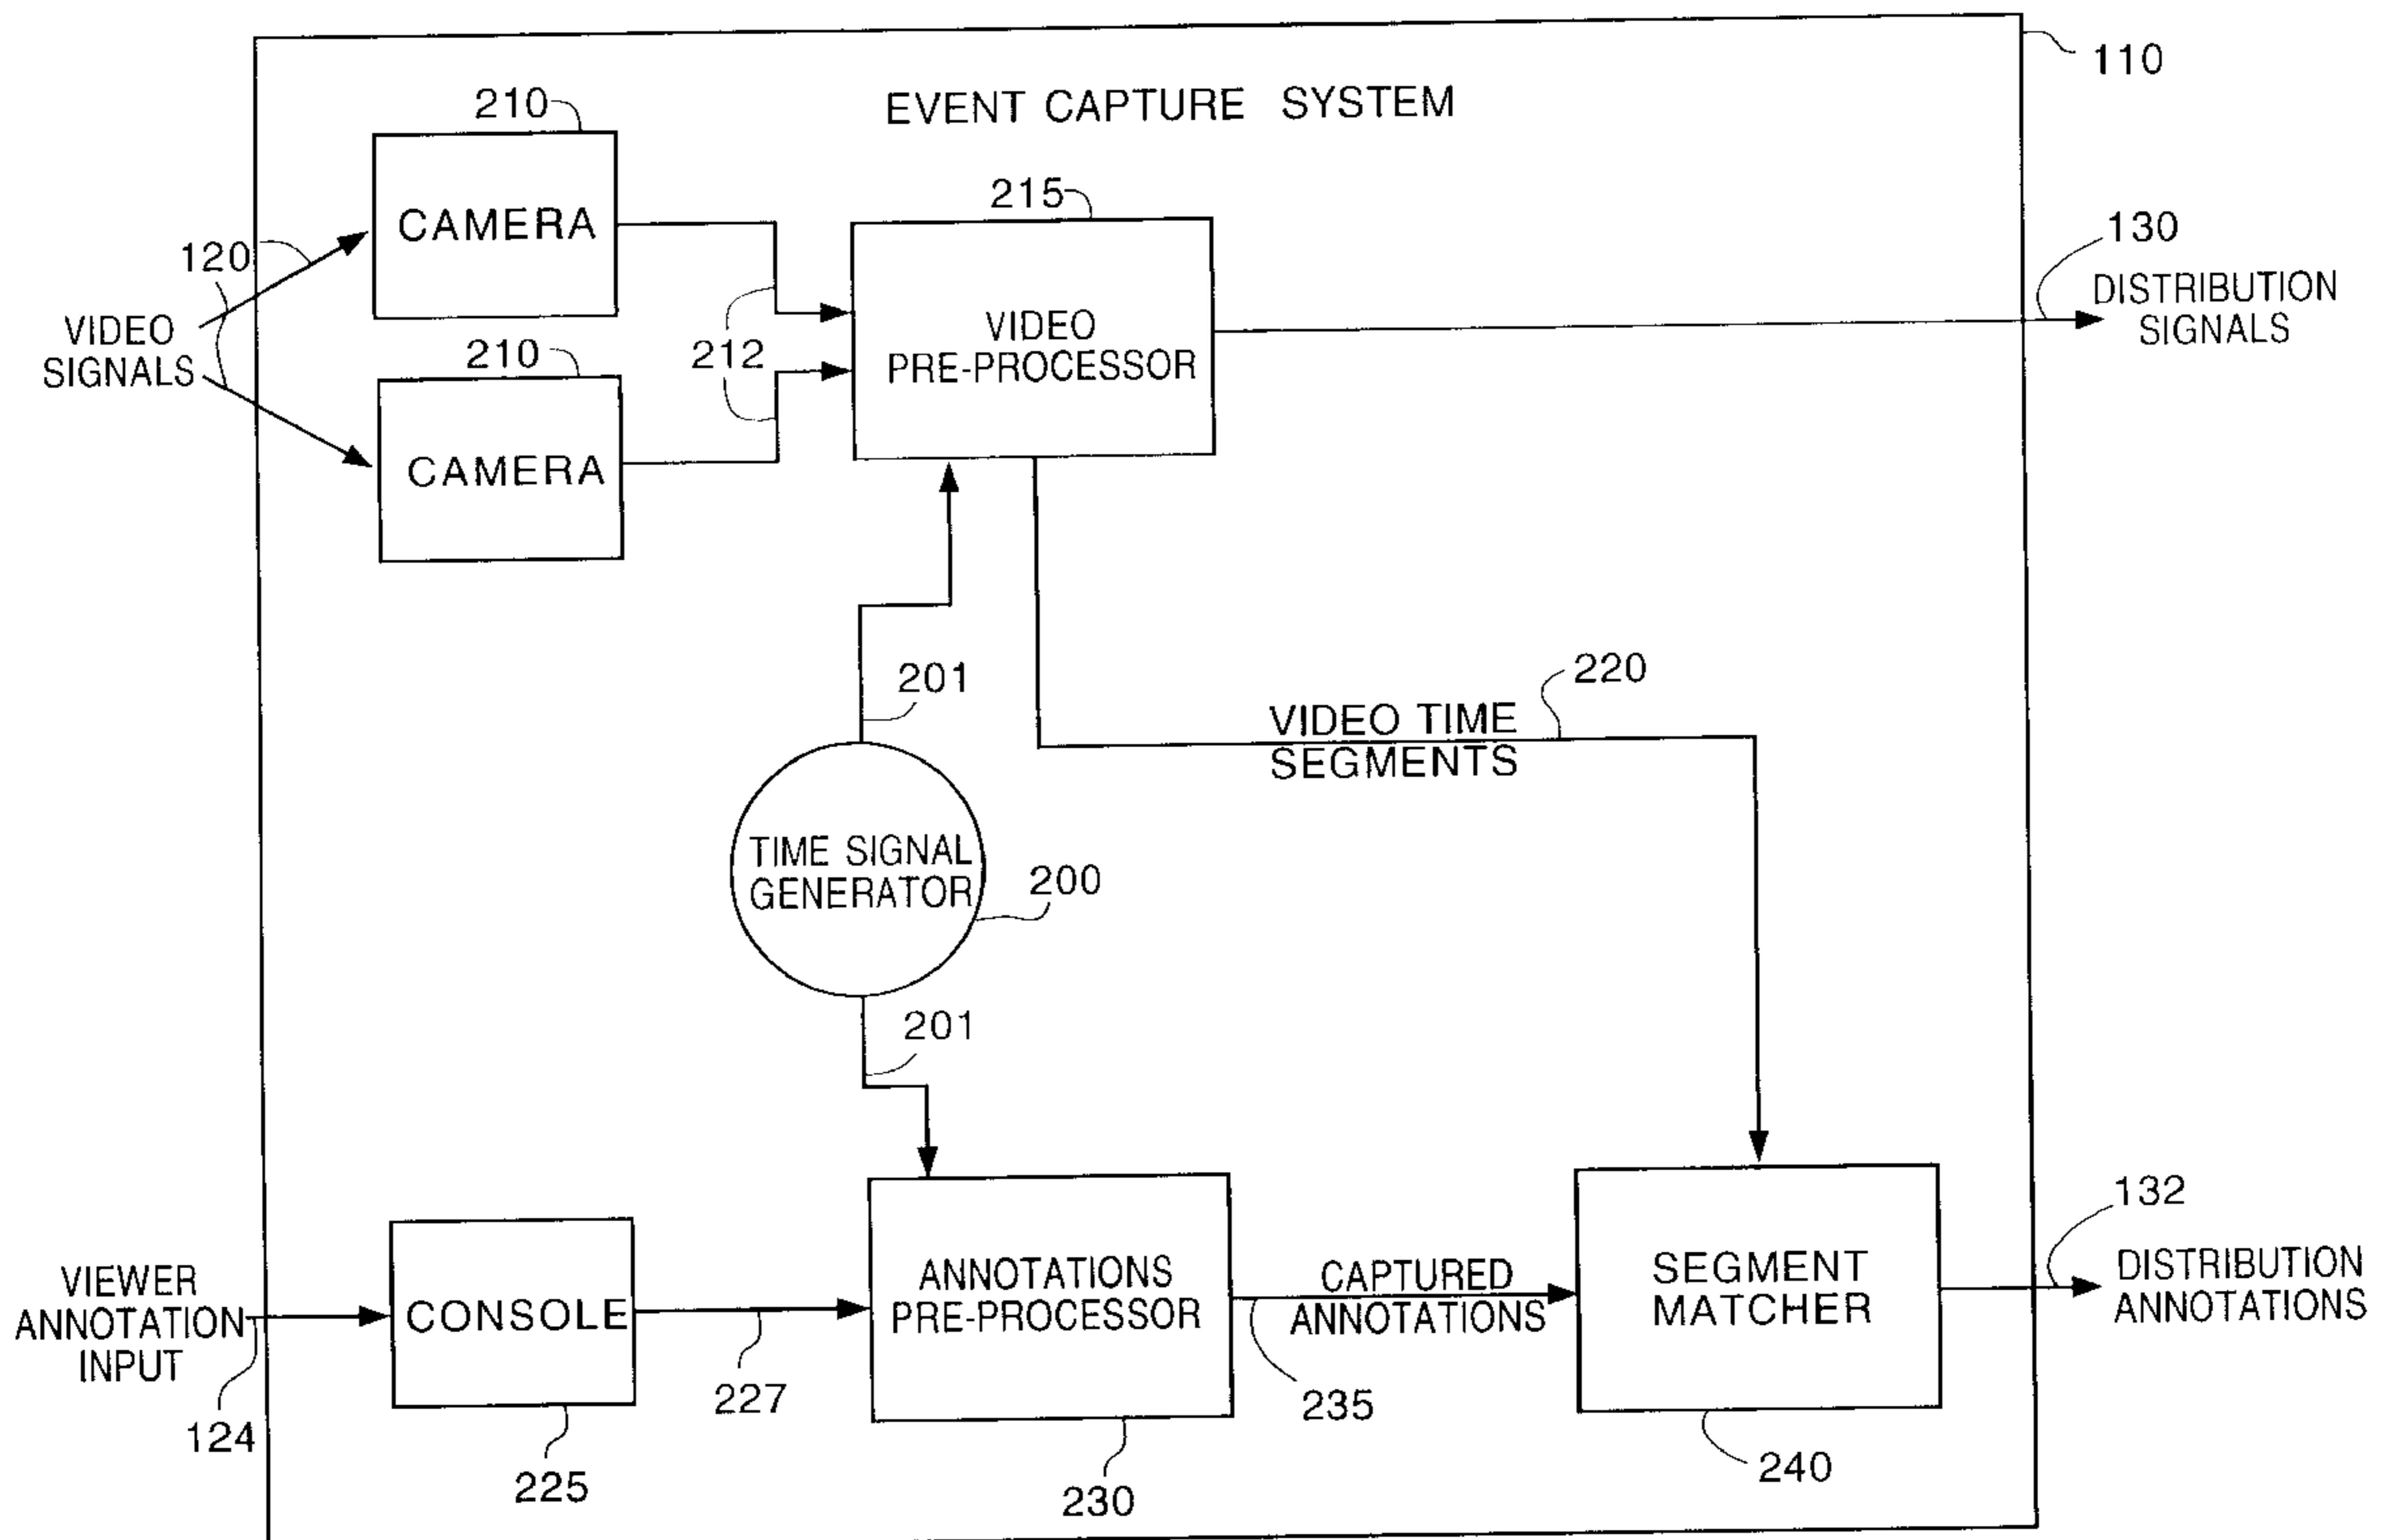 110
EVENT CAPTURE SYSTEM
210
CAMERA
215
120
130
DISTRIBUTION
SIGNALS
VIDEO
SIGNALS
VIDEO
PRE-PROCESSOR
210
212
CAMERA
201
220
VIDEO TIME
SEGMENTS
TIME SIGNAL
GENERATOR
200
201
132
VIEWER
ANNOTATION
INPUT
CONSOLE
ANNOTATIONS
PRE-PROCESSOR
CAPTURED
ANNOTATIONS
SEGMENT
MATCHER
DISTRIBUTION
ANNOTATIONS
124
227
235
225
230
240